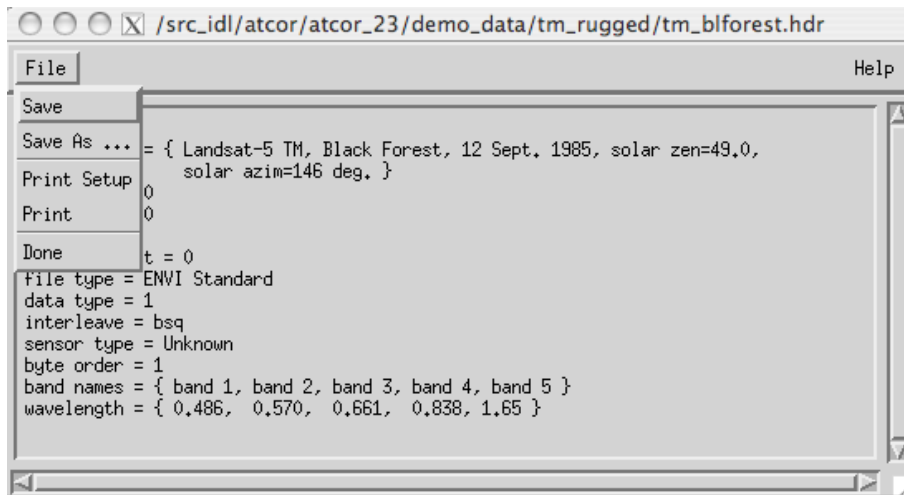 /src_idl/atcor/atcor_23/demo_data/tm_rugged/tm_blforest.hdr
File Help
Save
Save As ...
= { Landsat-5 TM, Black Forest, 12 Sept. 1985, solar zen=49.0,
solar azim=146 deg. }
Print Setup
0
Print
0
Done
t = 0
file type = ENVI Standard
data type = 1
interleave = bsq
sensor type = Unknown
byte order = 1
band names = { band 1, band 2, band 3, band 4, band 5 }
wavelength = { 0.486, 0.570, 0.661, 0.838, 1.65 }